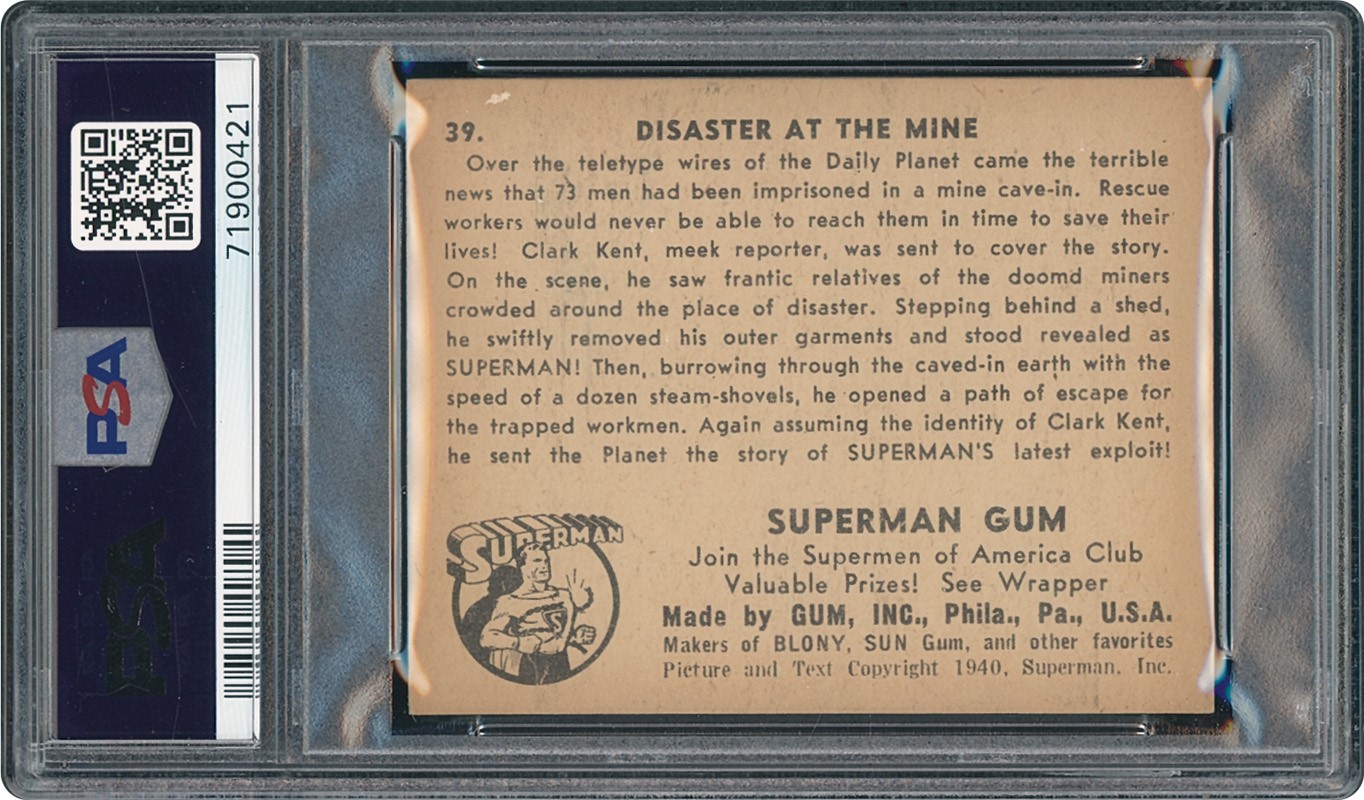 71900421
PSA
PSA
39. DISASTER AT THE MINE
Over the teletype wires of the Daily Planet came the terrible
news that 73 men had been imprisoned in a mine cave-in. Rescue
workers would never be able to reach them in time to save their
lives! Clark Kent, meek reporter, was sent to cover the story.
On the scene, he saw frantic relatives of the doomd miners
crowded around the place of disaster. Stepping behind a shed,
he swiftly removed his outer garments and stood revealed as
SUPERMAN! Then, burrowing through the caved-in earth with the
speed of a dozen steam-shovels, he opened a path of escape for
the trapped workmen. Again assuming the identity of Clark Kent,
he sent the Planet the story of SUPERMAN'S latest exploit!
SUPERMAN
S
SUPERMAN GUM
Join the Supermen of America Club
Valuable Prizes! See Wrapper
Made by GUM, INC., Phila., Pa., U.S.A.
Makers of BLONY, SUN Gum, and other favorites
Picture and Text Copyright 1940, Superman, Inc.